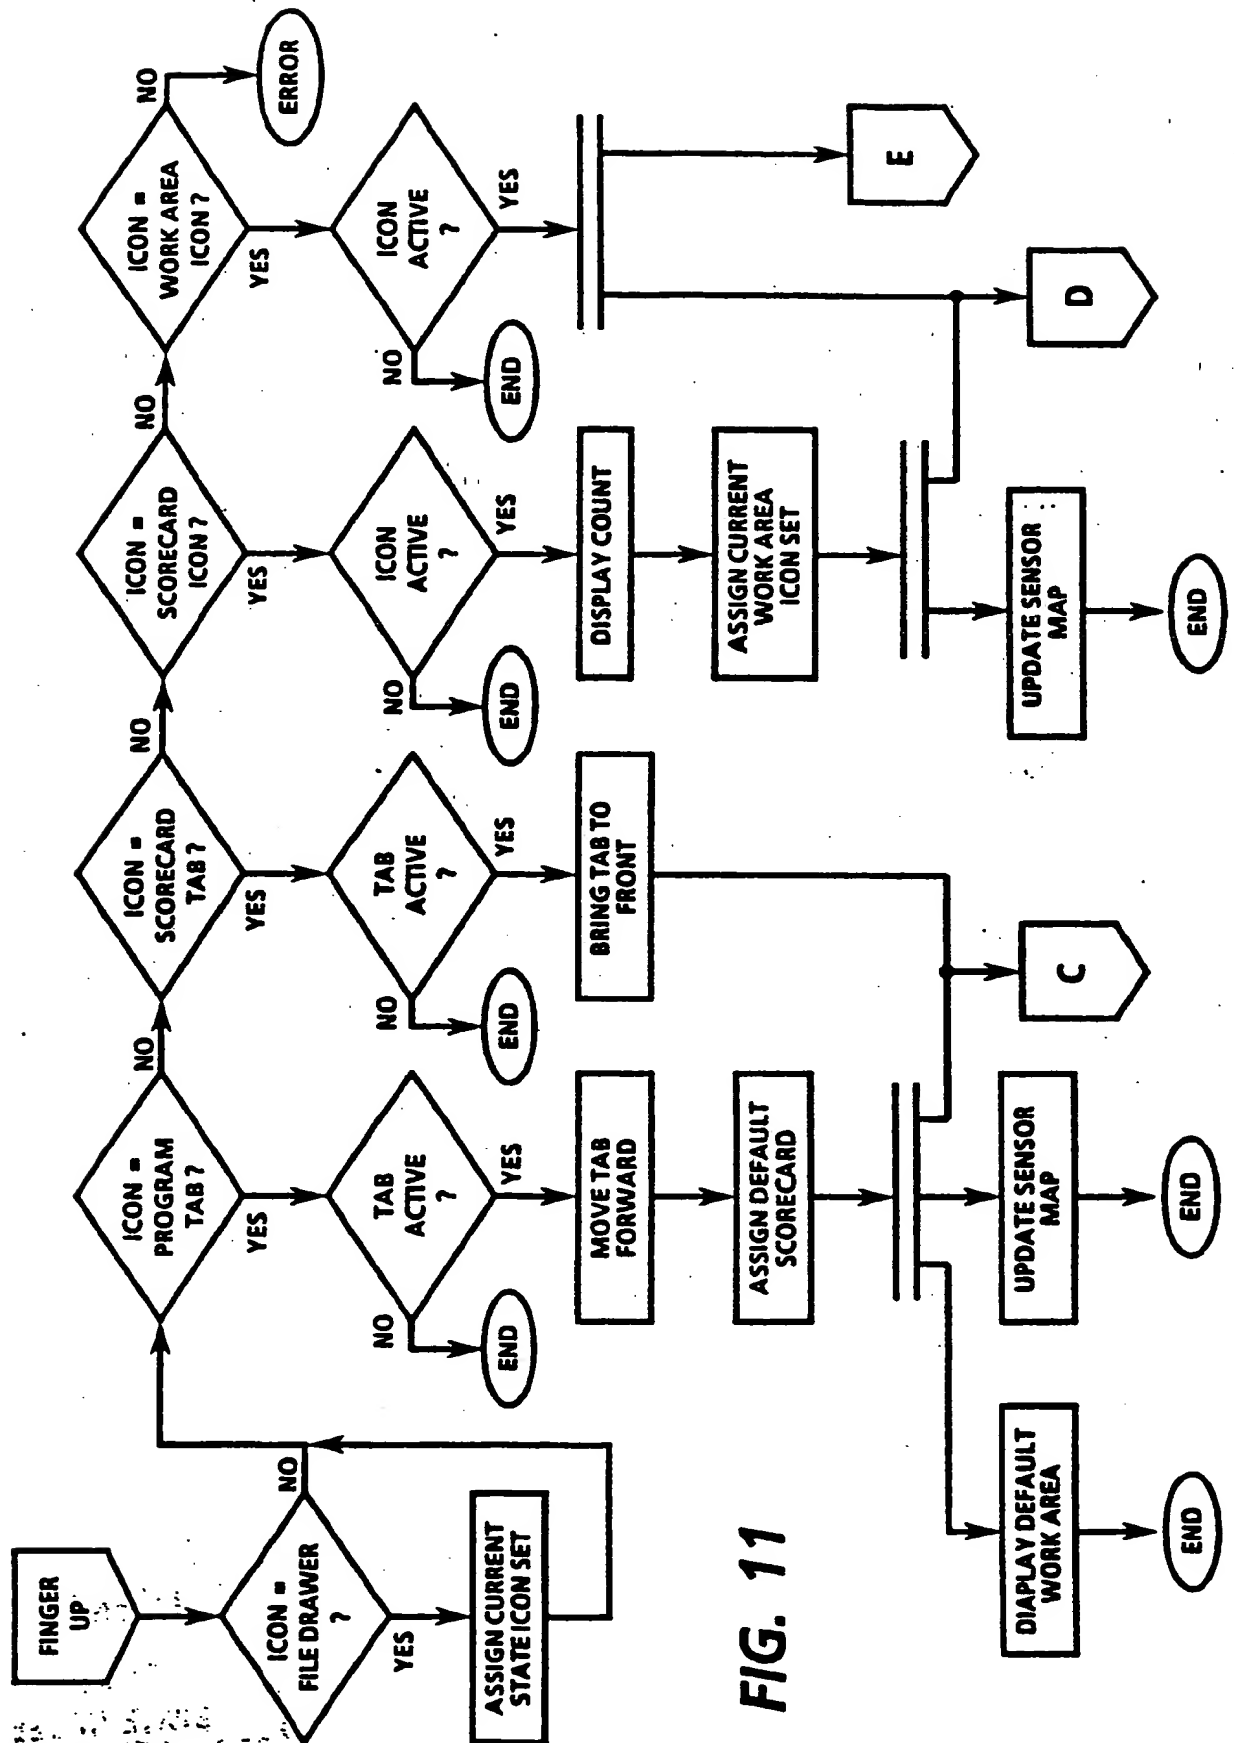 FINGER
UP
ICON =
FILE DRAWER
?
NO
YES
ASSIGN CURRENT
STATE ICON SET
ICON =
PROGRAM
TAB?
NO
YES
TAB
ACTIVE
?
NO
END
YES
MOVE TAB
FORWARD
ASSIGN DEFAULT
SCORECARD
DIAPLAY DEFAULT
WORK AREA
END
UPDATE SENSOR
MAP
END
ICON =
SCORECARD
TAB?
NO
YES
TAB
ACTIVE
?
NO
END
YES
BRING TAB TO
FRONT
C
ICON =
SCORECARD
ICON?
NO
YES
ICON
ACTIVE
?
NO
END
YES
DISPLAY COUNT
ASSIGN CURRENT
WORK AREA
ICON SET
UPDATE SENSOR
MAP
END
ICON =
WORK AREA
ICON?
NO
ERROR
YES
ICON
ACTIVE
?
NO
END
YES
D
E
FIG. 11